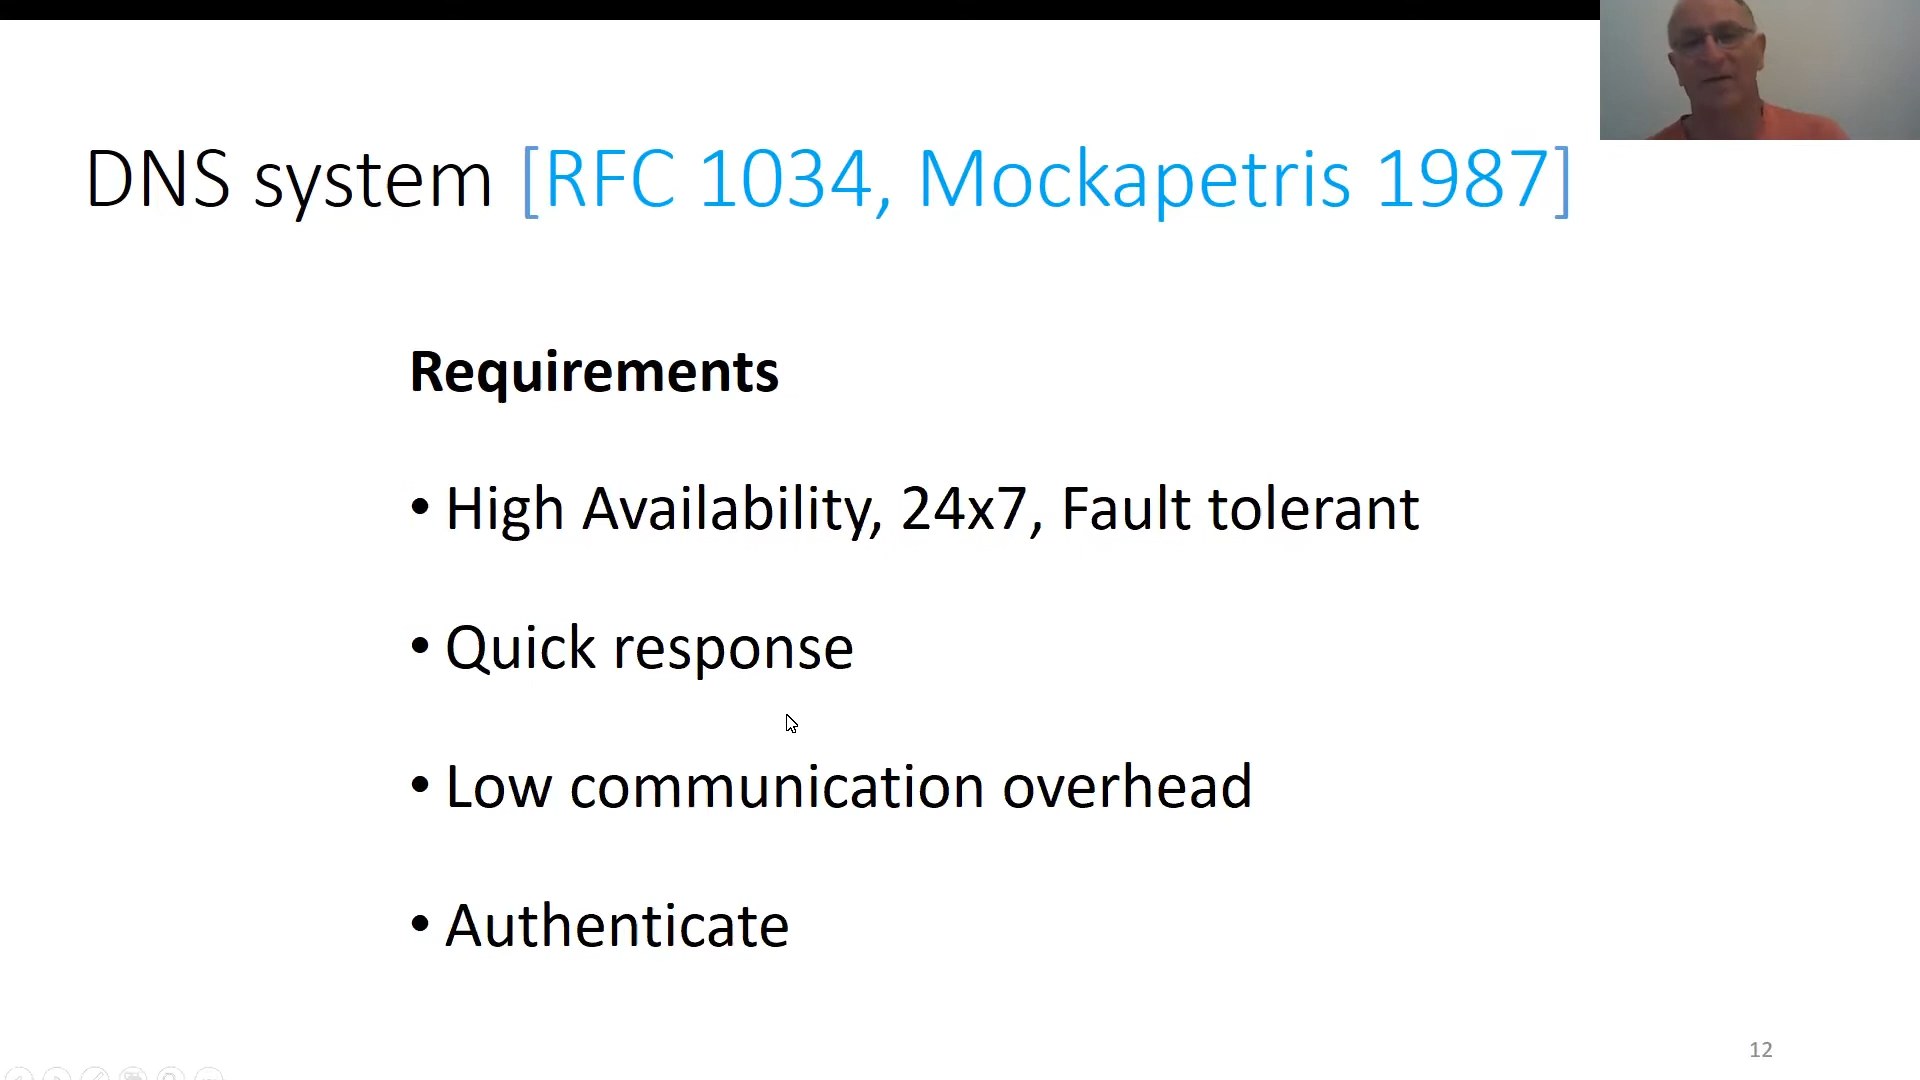 DNS system [RFC 1034, Mockapetris 1987]
Requirements
• High Availability, 24x7, Fault tolerant
• Quick response
• Low communication overhead
• Authenticate
12